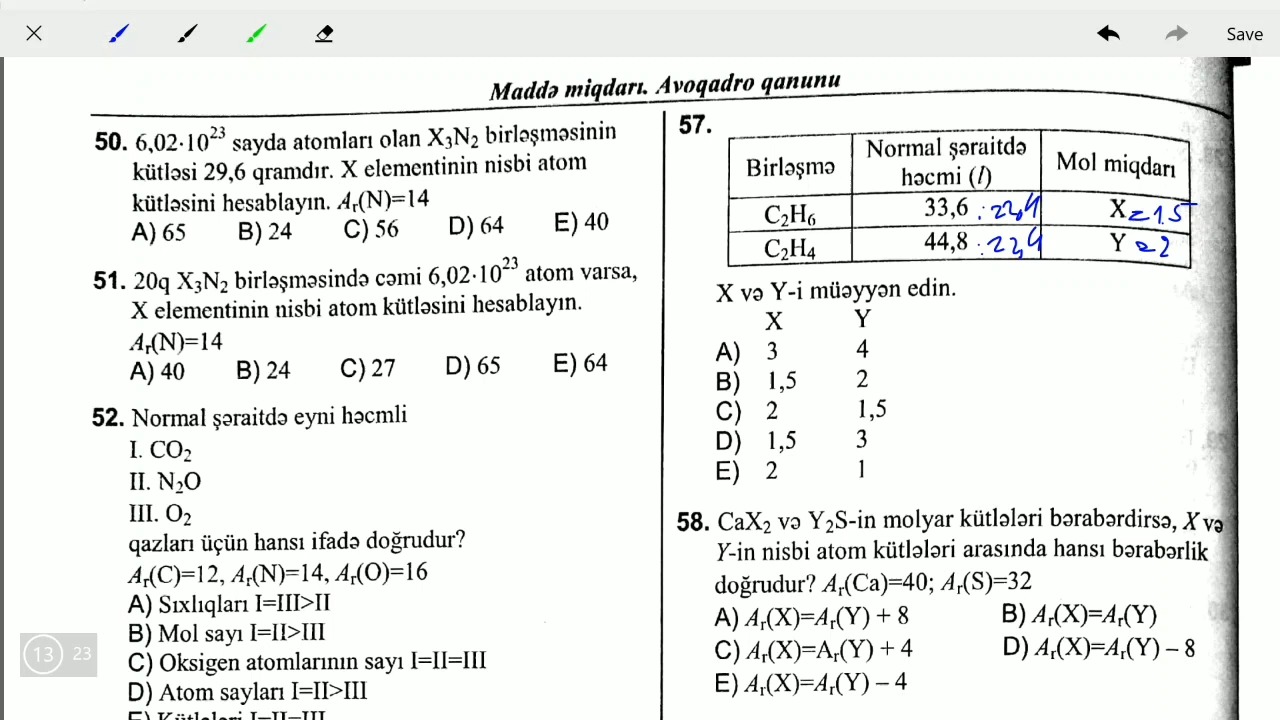 Save
Maddə miqdarı. Avoqadro qanunu
50. 6,02·10²³ sayda atomları olan X₃N₂ birləşməsinin
kütləsi 29,6 qramdır. X elementinin nisbi atom
kütləsini hesablayın. Aᵣ(N)=14
A) 65 B) 24 C) 56 D) 64 E) 40
51. 20q X₃N₂ birləşməsində cəmi 6,02·10²³ atom varsa,
X elementinin nisbi atom kütləsini hesablayın.
Aᵣ(N)=14
A) 40 B) 24 C) 27 D) 65 E) 64
52. Normal şəraitdə eyni həcmli
I. CO₂
II. N₂O
III. O₂
qazları üçün hansı ifadə doğrudur?
Aᵣ(C)=12, Aᵣ(N)=14, Aᵣ(O)=16
A) Sıxlıqları I=III>II
B) Mol sayı I=II>III
C) Oksigen atomlarının sayı I=II=III
D) Atom sayları I=II>III
E) Kütlələri I=II=III
57.
Birləşmə Normal şəraitdə həcmi (l) Mol miqdarı
C₂H₆ 33,6 : 22,4 X = 1.5
C₂H₄ 44,8 : 22,4 Y = 2
X və Y-i müəyyən edin.
X Y
A) 3 4
B) 1,5 2
C) 2 1,5
D) 1,5 3
E) 2 1
58. CaX₂ və Y₂S-in molyar kütlələri bərabərdirsə, X və
Y-in nisbi atom kütlələri arasında hansı bərabərlik
doğrudur? Aᵣ(Ca)=40; Aᵣ(S)=32
A) Aᵣ(X)=Aᵣ(Y) + 8 B) Aᵣ(X)=Aᵣ(Y)
C) Aᵣ(X)=Aᵣ(Y) + 4 D) Aᵣ(X)=Aᵣ(Y) – 8
E) Aᵣ(X)=Aᵣ(Y) – 4
13 23